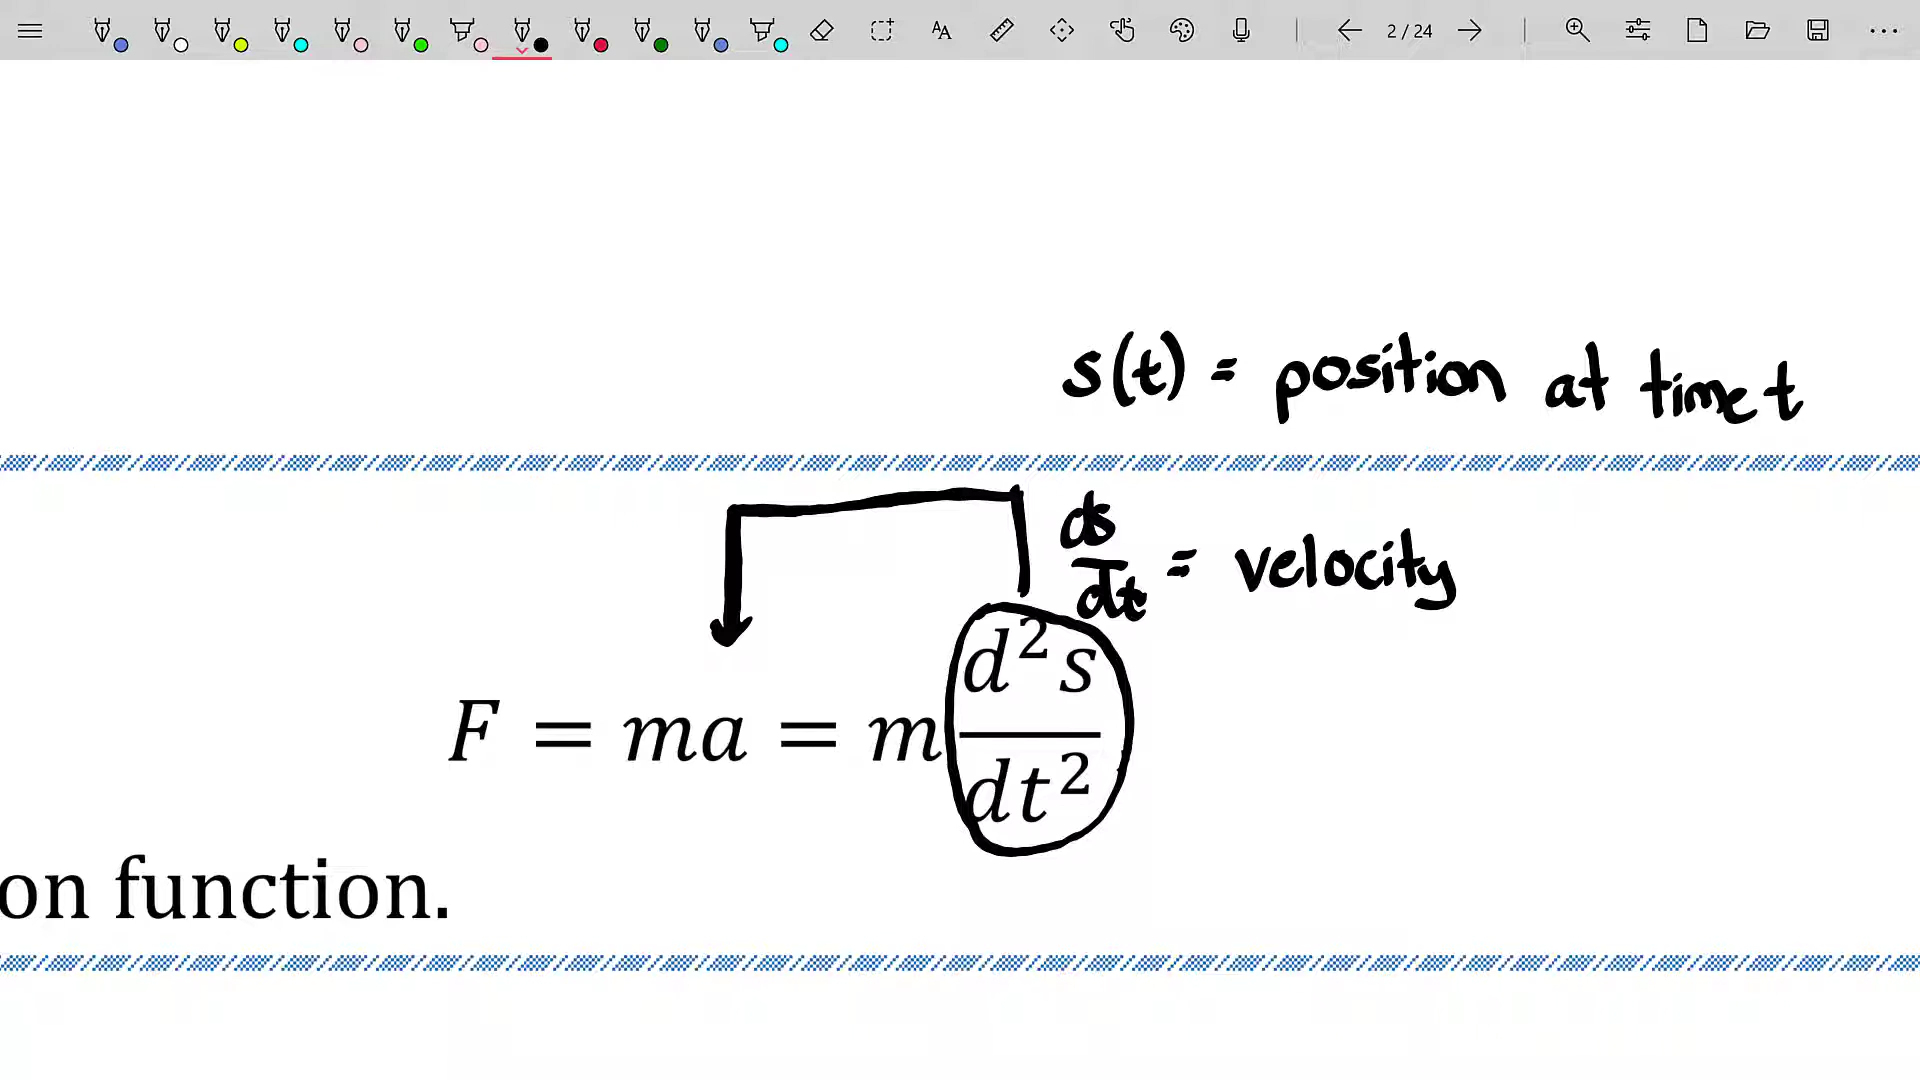 2 / 24
s(t) = position at time t
ds/dt = velocity
F = ma = m d²s/dt²
on function.